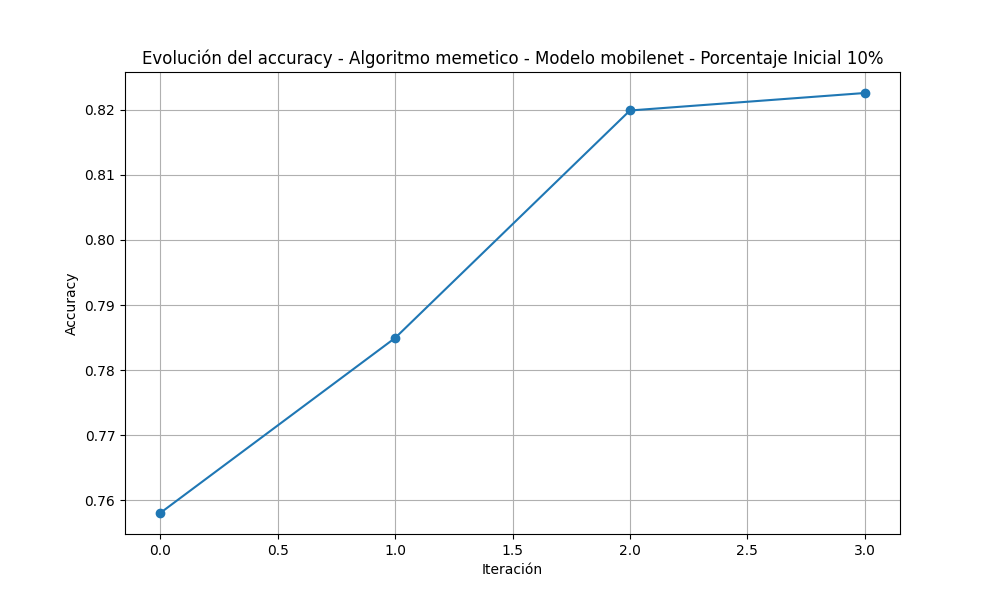 Evolución del accuracy - Algoritmo memetico - Modelo mobilenet - Porcentaje Inicial 10%
0.82
0.81
0.80
0.79
0.78
0.77
0.76
Accuracy
0.0 0.5 1.0 1.5 2.0 2.5 3.0
Iteración